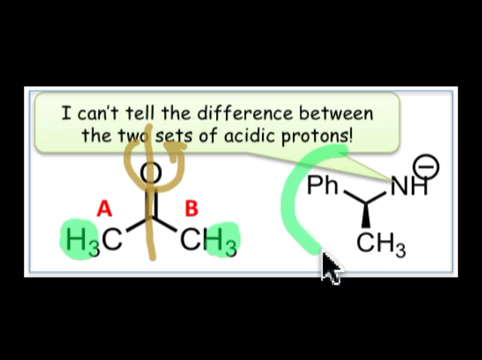 I can't tell the difference between
the two sets of acidic protons!
O
A
B
H3C
CH3
Ph
NH
−
CH3